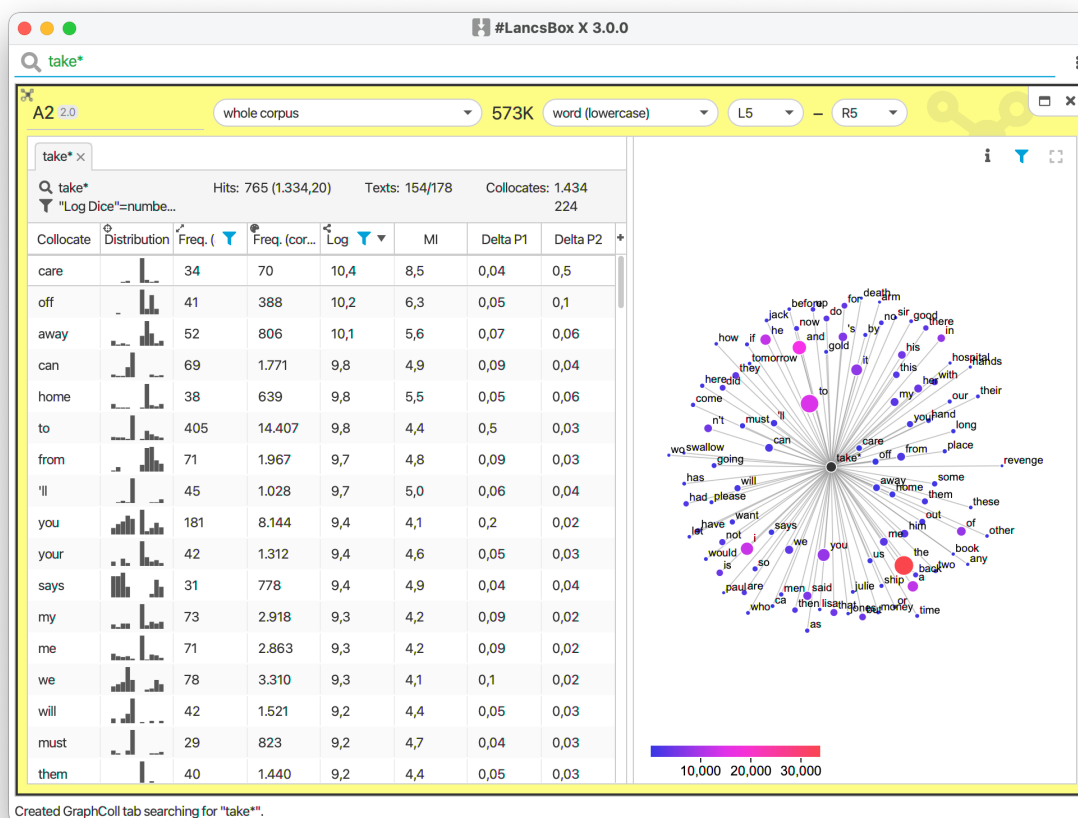 #LancsBox X 3.0.0
take*
A2 2.0 whole corpus 573K word (lowercase) L5 – R5
take*
take* Hits: 765 (1.334,20) Texts: 154/178 Collocates: 1.434
"Log Dice"=numbe... 224
Collocate Distribution Freq. ( Freq. (cor... Log MI Delta P1 Delta P2 +
care 34 70 10,4 8,5 0,04 0,5
off 41 388 10,2 6,3 0,05 0,1
away 52 806 10,1 5,6 0,07 0,06
can 69 1.771 9,8 4,9 0,09 0,04
home 38 639 9,8 5,5 0,05 0,06
to 405 14.407 9,8 4,4 0,5 0,03
from 71 1.967 9,7 4,8 0,09 0,03
'll 45 1.028 9,7 5,0 0,06 0,04
you 181 8.144 9,4 4,1 0,2 0,02
your 42 1.312 9,4 4,6 0,05 0,03
says 31 778 9,4 4,9 0,04 0,04
my 73 2.918 9,3 4,2 0,09 0,02
me 71 2.863 9,3 4,2 0,09 0,02
we 78 3.310 9,3 4,1 0,1 0,02
will 42 1.521 9,2 4,4 0,05 0,03
must 29 823 9,2 4,7 0,04 0,03
them 40 1.440 9,2 4,4 0,05 0,03
for death
arm
before up
jack do no sir good
now there
he 's by in
how if and
gold his
tomorrow it hospital
they this hands
here did her with
come to my our their
must 'll you hand
n't long
can care
swallow take* off from place
going revenge
has will away some
home
had please them these
want out
let have says him of other
not i me
would we you the book
is so us back two any
paul are ship a
men said julie
who ca then lisa that jones but money or time
as
10,000 20,000 30,000
Created GraphColl tab searching for "take*".